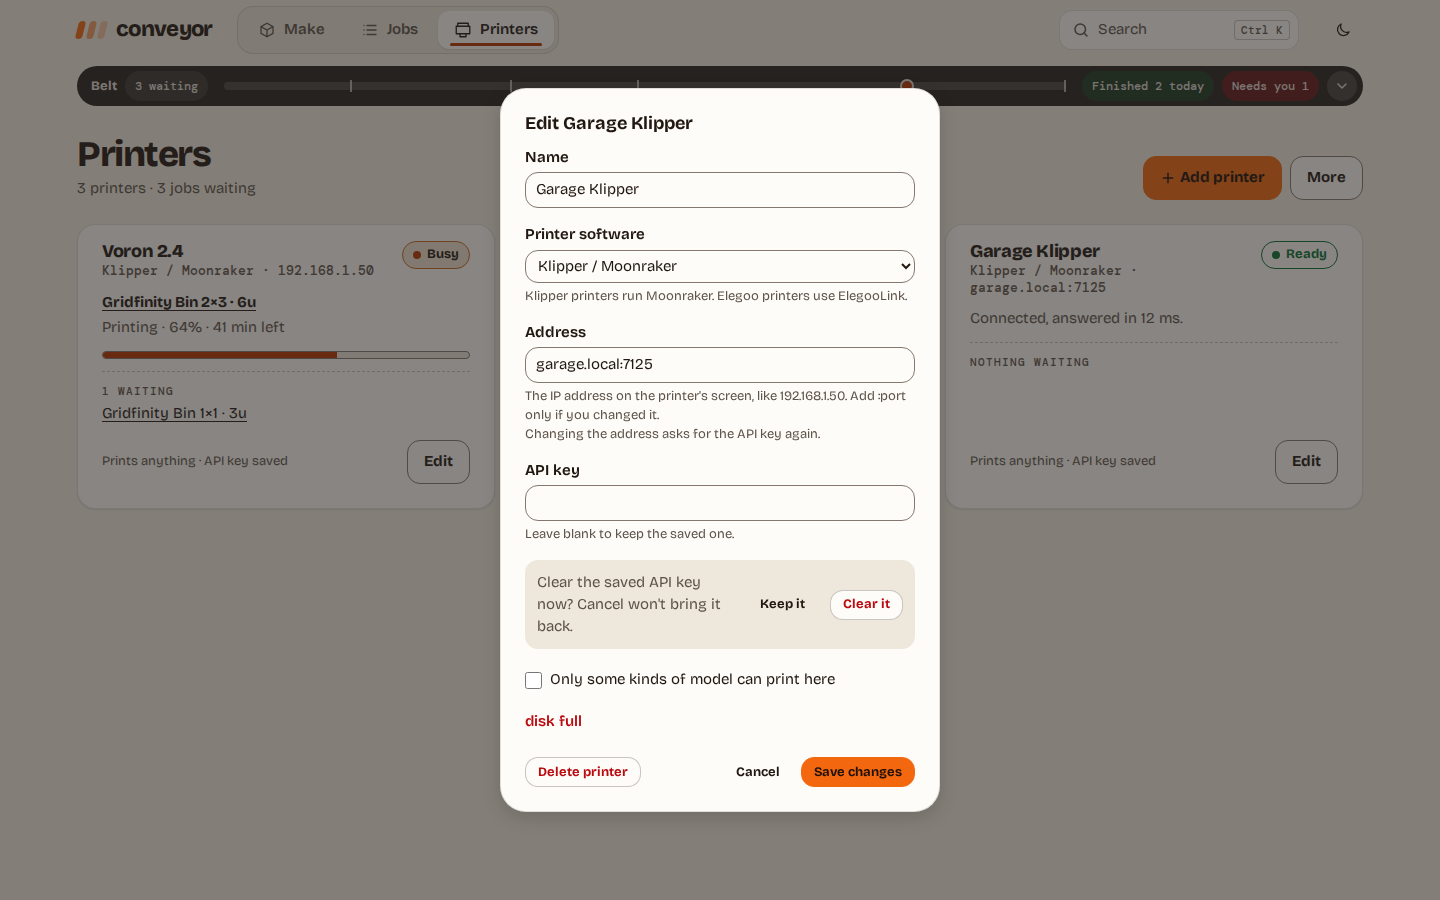 conveyor
Make
Jobs
Printers
Search
Ctrl K
Belt
3 waiting
Finished 2 today
Needs you 1
Printers
3 printers · 3 jobs waiting
+ Add printer
More
Voron 2.4
Busy
Klipper / Moonraker · 192.168.1.50
Gridfinity Bin 2×3 · 6u
Printing · 64% · 41 min left
1 WAITING
Gridfinity Bin 1×1 · 3u
Prints anything · API key saved
Edit
Edit Garage Klipper
Name
Garage Klipper
Printer software
Klipper / Moonraker
Klipper printers run Moonraker. Elegoo printers use ElegooLink.
Address
garage.local:7125
The IP address on the printer's screen, like 192.168.1.50. Add :port
only if you changed it.
Changing the address asks for the API key again.
API key
Leave blank to keep the saved one.
Clear the saved API key
now? Cancel won't bring it
back.
Keep it
Clear it
Only some kinds of model can print here
disk full
Delete printer
Cancel
Save changes
Garage Klipper
Ready
Klipper / Moonraker ·
garage.local:7125
Connected, answered in 12 ms.
NOTHING WAITING
Prints anything · API key saved
Edit